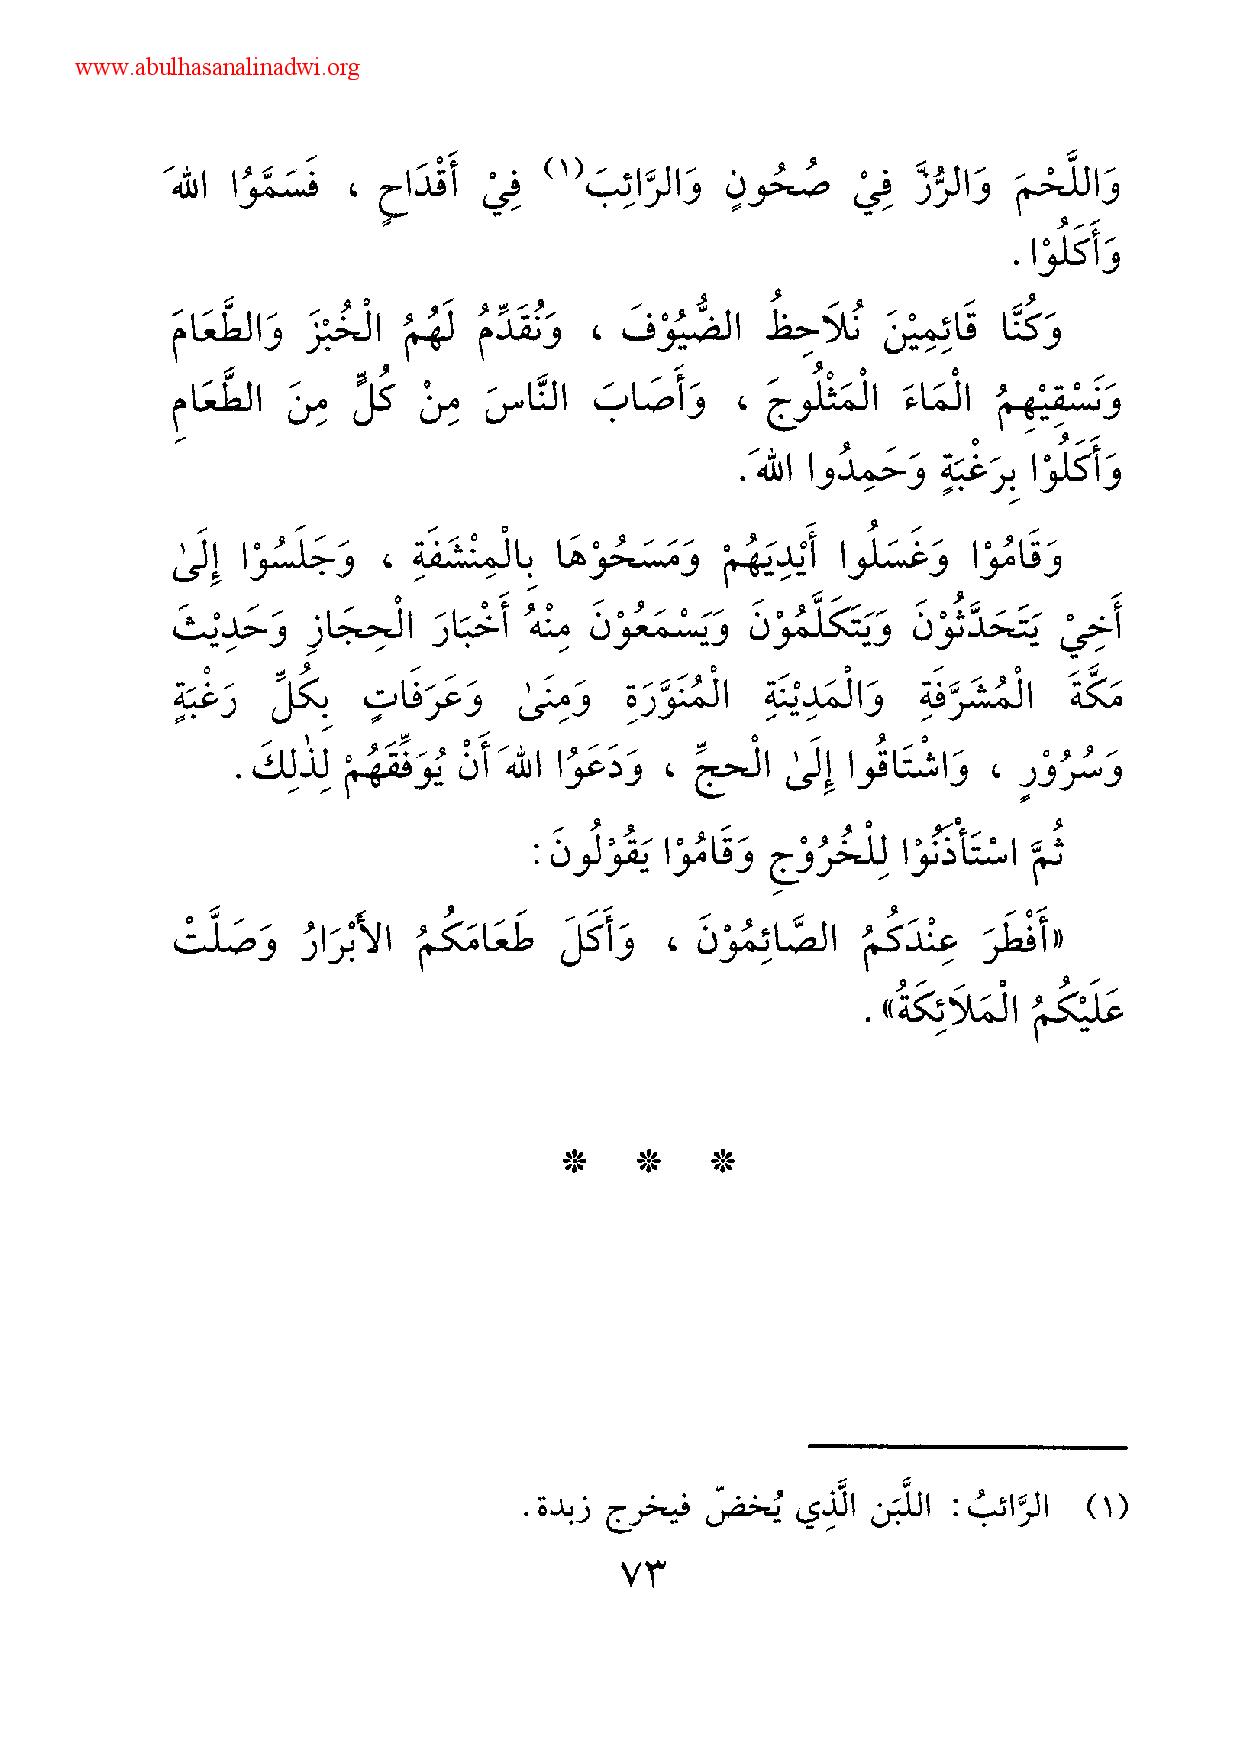 www.abulhasanalinadwi.org
وَاللَّحْمَ وَالرُّزَّ فِيْ صُحُونٍ وَالرَّائِبَ(١) فِيْ أَقْدَاحٍ ، فَسَمَّوُا اللهَ
وَأَكَلُوْا .
وَكُنَّا قَائِمِيْنَ نُلَاحِظُ الضُّيُوْفَ ، وَنُقَدِّمُ لَهُمُ الْخُبْزَ وَالطَّعَامَ
وَنَسْقِيْهِمُ الْمَاءَ الْمَثْلُوجَ ، وَأَصَابَ النَّاسَ مِنْ كُلٍّ مِنَ الطَّعَامِ
وَأَكَلُوْا بِرَغْبَةٍ وَحَمِدُوا اللهَ .
وَقَامُوْا وَغَسَلُوا أَيْدِيَهُمْ وَمَسَحُوْهَا بِالْمِنْشَفَةِ ، وَجَلَسُوْا إِلَىٰ
أَخِيْ يَتَحَدَّثُوْنَ وَيَتَكَلَّمُوْنَ وَيَسْمَعُوْنَ مِنْهُ أَخْبَارَ الْحِجَازِ وَحَدِيْثَ
مَكَّةَ الْمُشَرَّفَةِ وَالْمَدِيْنَةِ الْمُنَوَّرَةِ وَمِنَىٰ وَعَرَفَاتٍ بِكُلِّ رَغْبَةٍ
وَسُرُوْرٍ ، وَاشْتَاقُوا إِلَىٰ الْحجِّ ، وَدَعَوُا اللهَ أَنْ يُوَفِّقَهُمْ لِذٰلِكَ .
ثُمَّ اسْتَأْذَنُوْا لِلْخُرُوْجِ وَقَامُوْا يَقُوْلُونَ :
«أَفْطَرَ عِنْدَكُمُ الصَّائِمُوْنَ ، وَأَكَلَ طَعَامَكُمُ الأَبْرَارُ وَصَلَّتْ
عَلَيْكُمُ الْمَلَائِكَةُ» .
* * *
(١) الرَّائبُ : اللَّبَن الَّذِي يُخضّ فيخرج زبدة .
٧٣